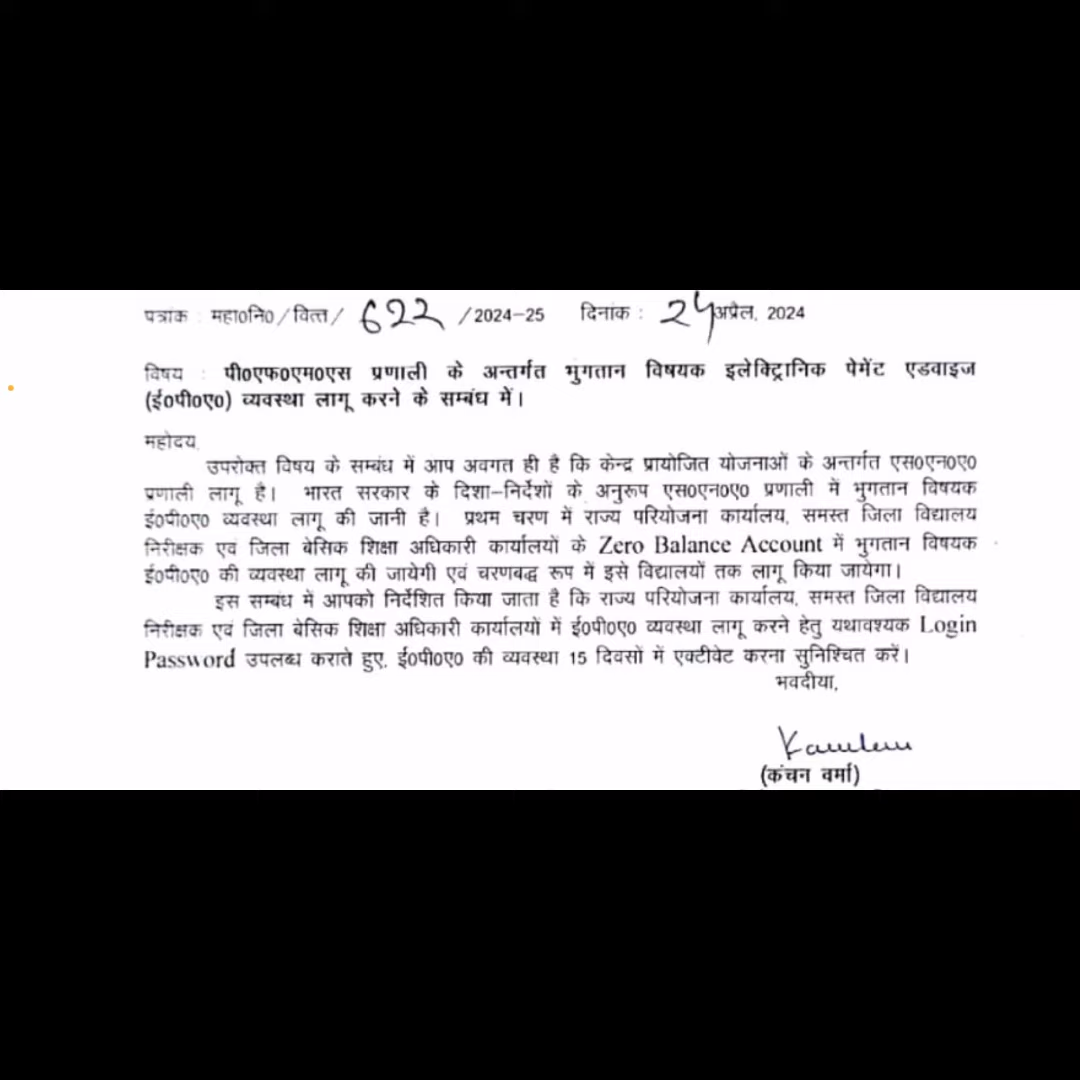 पत्रांक : महा0नि0/वित्त/ 622 /2024-25 दिनांक : 24 अप्रैल, 2024
विषय : पी0एफ0एम0एस प्रणाली के अन्तर्गत भुगतान विषयक इलेक्ट्रिानिक पेमेंट एडवाइज
(ई0पी0ए0) व्यवस्था लागू करने के सम्बंध में।
महोदय,
उपरोक्त विषय के सम्बंध में आप अवगत ही है कि केन्द्र प्रायोजित योजनाओं के अन्तर्गत एस0एन0ए0
प्रणाली लागू है। भारत सरकार के दिशा-निर्देशों के अनुरूप एस0एन0ए0 प्रणाली में भुगतान विषयक
ई0पी0ए0 व्यवस्था लागू की जानी है। प्रथम चरण में राज्य परियोजना कार्यालय, समस्त जिला विद्यालय
निरीक्षक एवं जिला बेसिक शिक्षा अधिकारी कार्यालयों के Zero Balance Account में भुगतान विषयक
ई0पी0ए0 की व्यवस्था लागू की जायेगी एवं चरणबद्ध रूप में इसे विद्यालयों तक लागू किया जायेगा।
इस सम्बंध में आपको निर्देशित किया जाता है कि राज्य परियोजना कार्यालय, समस्त जिला विद्यालय
निरीक्षक एवं जिला बेसिक शिक्षा अधिकारी कार्यालयों में ई0पी0ए0 व्यवस्था लागू करने हेतु यथावश्यक Login
Password उपलब्ध कराते हुए, ई0पी0ए0 की व्यवस्था 15 दिवसों में एक्टीवेट करना सुनिश्चित करें।
भवदीया,
(कंचन वर्मा)